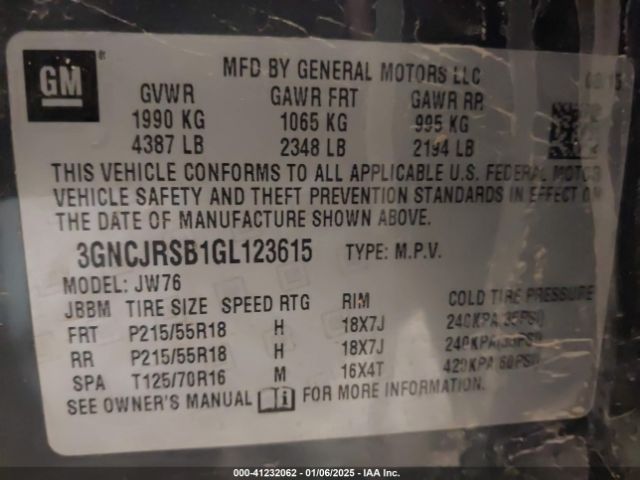 GM
MFD BY GENERAL MOTORS LLC
GVWR GAWR FRT GAWR RR
1990 KG 1065 KG 995 KG
4387 LB 2348 LB 2194 LB
THIS VEHICLE CONFORMS TO ALL APPLICABLE U.S. FEDERAL MOTOR
VEHICLE SAFETY AND THEFT PREVENTION STANDARDS IN EFFECT ON
THE DATE OF MANUFACTURE SHOWN ABOVE.
3GNCJRSB1GL123615 TYPE: M.P.V.
MODEL: JW76
JBBM TIRE SIZE SPEED RTG RIM COLD TIRE PRESSURE
FRT P215/55R18 H 18X7J 240KPA(35PSI)
RR P215/55R18 H 18X7J 240KPA(35PSI)
SPA T125/70R16 M 16X4T 420KPA(60PSI)
SEE OWNER'S MANUAL FOR MORE INFORMATION.
000-41232062 - 01/06/2025 - IAA Inc.